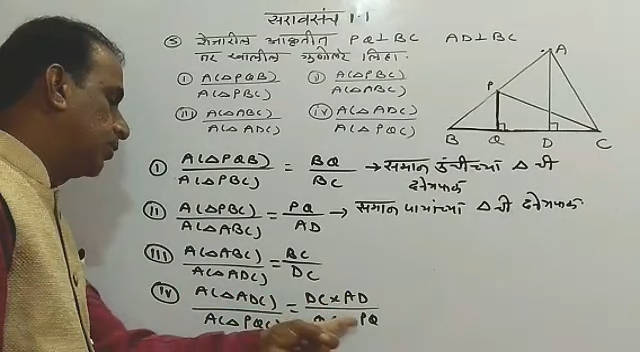 सरावसंच 1.1
5 शेजारील आकृतीत PQ⊥BC AD⊥BC
तर खालील गुणोत्तरे लिहा.
i) A(△PQB)/A(△PBC) ii) A(△PBC)/A(△ABC)
iii) A(△ABC)/A(△ADC) iv) A(△ADC)/A(△PQC)
A
P
B Q D C
i) A(△PQB)/A(△PBC) = BQ/BC → समान उंचीच्या △ ची
क्षेत्रफळे
ii) A(△PBC)/A(△ABC) = PQ/AD → समान पायांच्या △ ची क्षेत्रफळे
iii) A(△ABC)/A(△ADC) = BC/DC
iv) A(△ADC)/A(△PQC) = DC×AD/ PQ